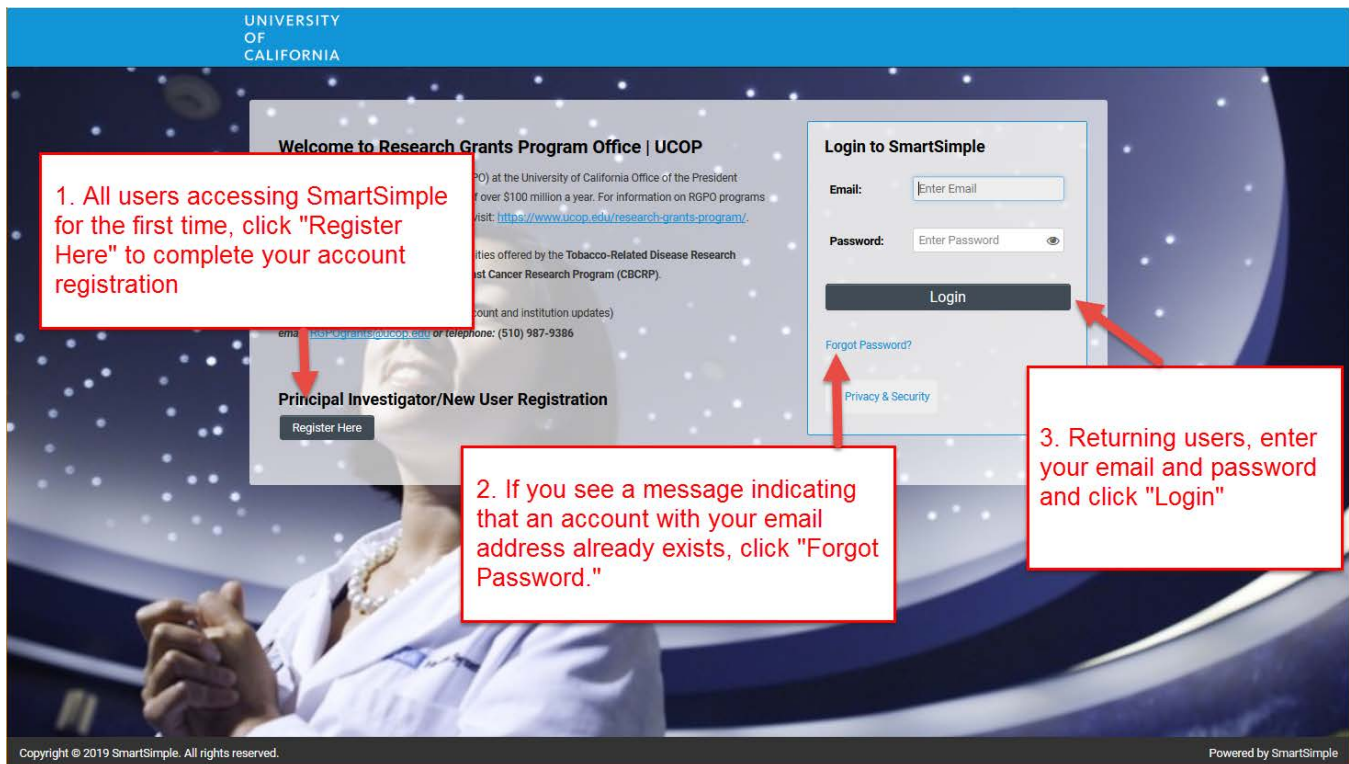 UNIVERSITY
OF
CALIFORNIA
Welcome to Research Grants Program Office | UCOP
PO) at the University of California Office of the President
f over $100 million a year. For information on RGPO programs
visit: https://www.ucop.edu/research-grants-program/.
ities offered by the Tobacco-Related Disease Research
st Cancer Research Program (CBCRP).
ount and institution updates)
RGPOgrants@ucop.edu or telephone: (510) 987-9386
Principal Investigator/New User Registration
Register Here
1. All users accessing SmartSimple
for the first time, click "Register
Here" to complete your account
registration
Login to SmartSimple
Email:
Enter Email
Password:
Enter Password
Login
Forgot Password?
Privacy & Security
2. If you see a message indicating
that an account with your email
address already exists, click "Forgot
Password."
3. Returning users, enter
your email and password
and click "Login"
Copyright © 2019 SmartSimple. All rights reserved.
Powered by SmartSimple